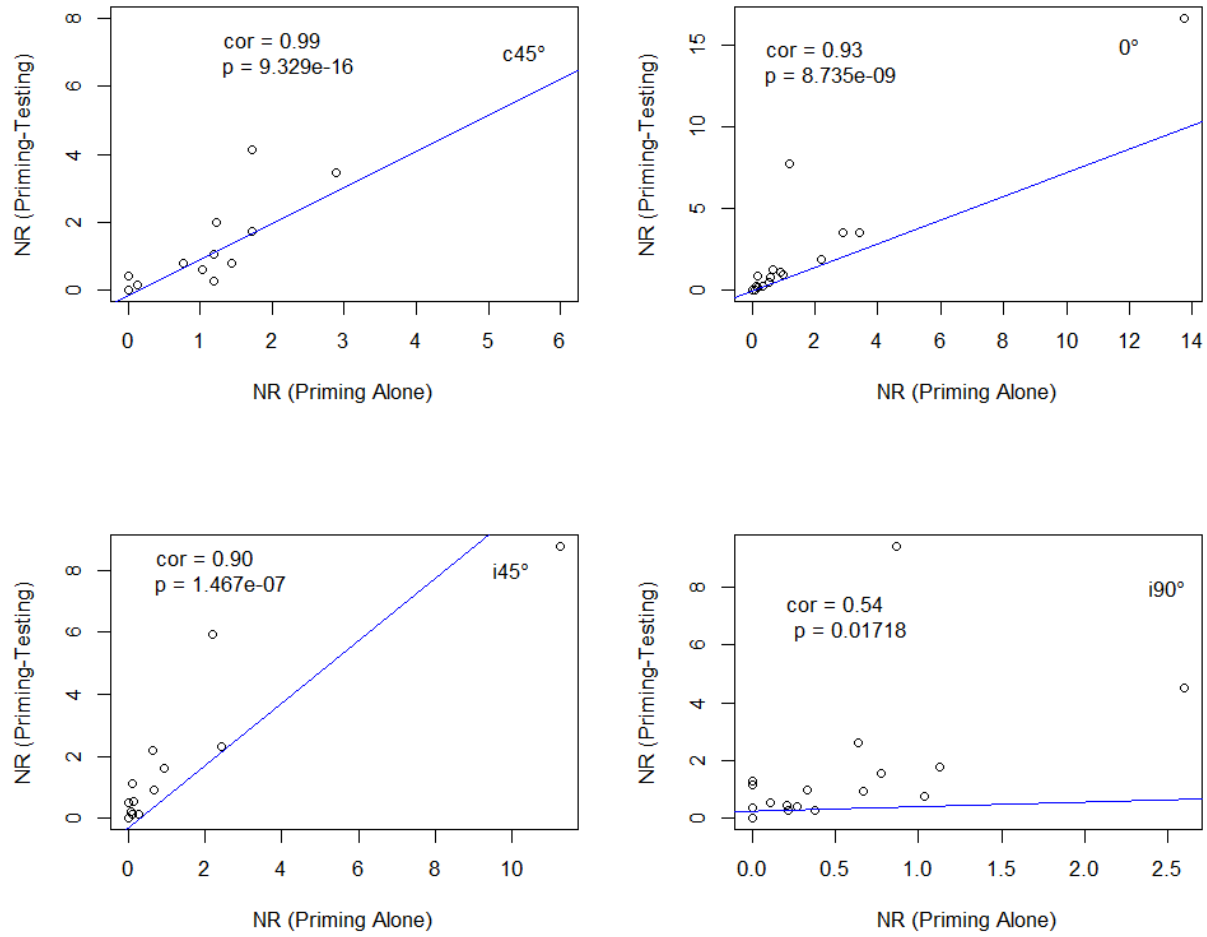 cor = 0.99
p = 9.329e-16
c45°
NR (Priming-Testing)
0 2 4 6 8
0 1 2 3 4 5 6
NR (Priming Alone)
cor = 0.93
p = 8.735e-09
0°
NR (Priming-Testing)
0 5 10 15
0 2 4 6 8 10 12 14
NR (Priming Alone)
cor = 0.90
p = 1.467e-07
i45°
NR (Priming-Testing)
0 2 4 6 8
0 2 4 6 8 10
NR (Priming Alone)
cor = 0.54
p = 0.01718
i90°
NR (Priming-Testing)
0 2 4 6 8
0.0 0.5 1.0 1.5 2.0 2.5
NR (Priming Alone)